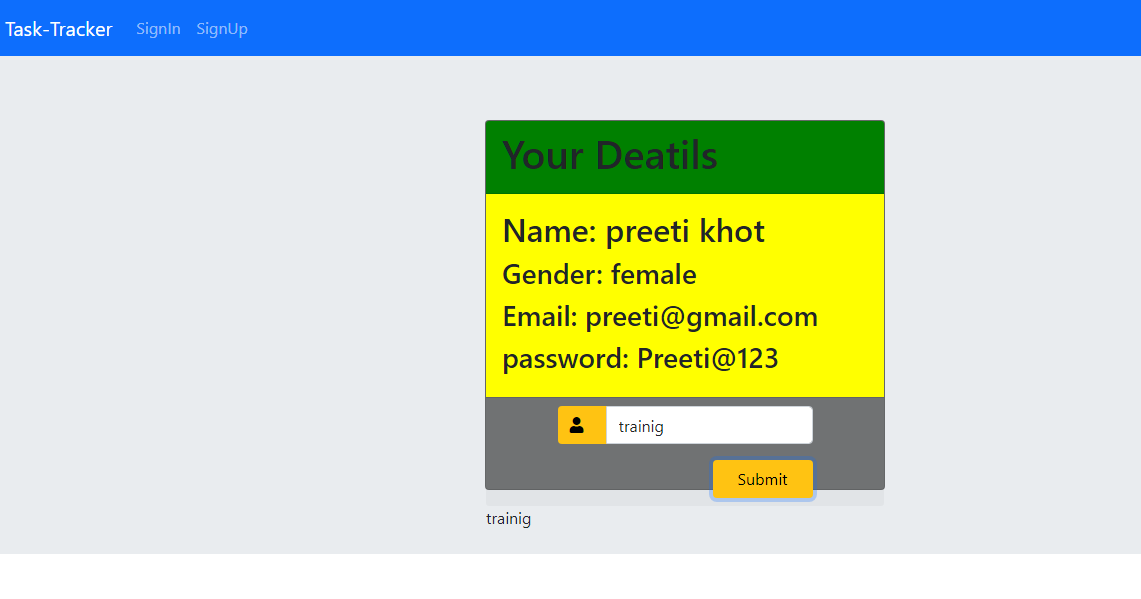 Task-Tracker SignIn SignUp
Your Deatils
Name: preeti khot
Gender: female
Email: preeti@gmail.com
password: Preeti@123
trainig
Submit
trainig